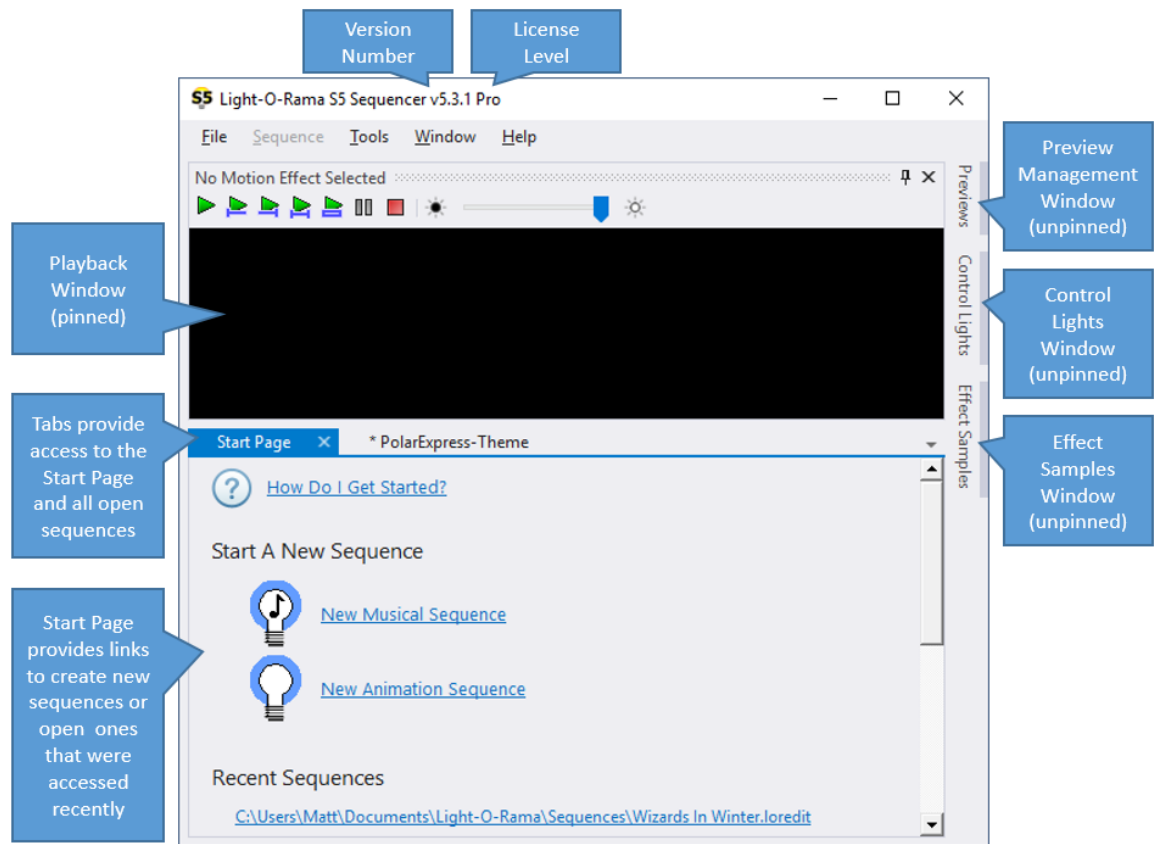 Version
Number
License
Level
S5 Light-O-Rama S5 Sequencer v5.3.1 Pro
File Sequence Tools Window Help
No Motion Effect Selected
Previews
Control Lights
Effect Samples
Preview
Management
Window
(unpinned)
Control
Lights
Window
(unpinned)
Effect
Samples
Window
(unpinned)
Playback
Window
(pinned)
Tabs provide
access to the
Start Page
and all open
sequences
Start Page
provides links
to create new
sequences or
open ones
that were
accessed
recently
Start Page * PolarExpress-Theme
? How Do I Get Started?
Start A New Sequence
New Musical Sequence
New Animation Sequence
Recent Sequences
C:\Users\Matt\Documents\Light-O-Rama\Sequences\Wizards In Winter.loredit